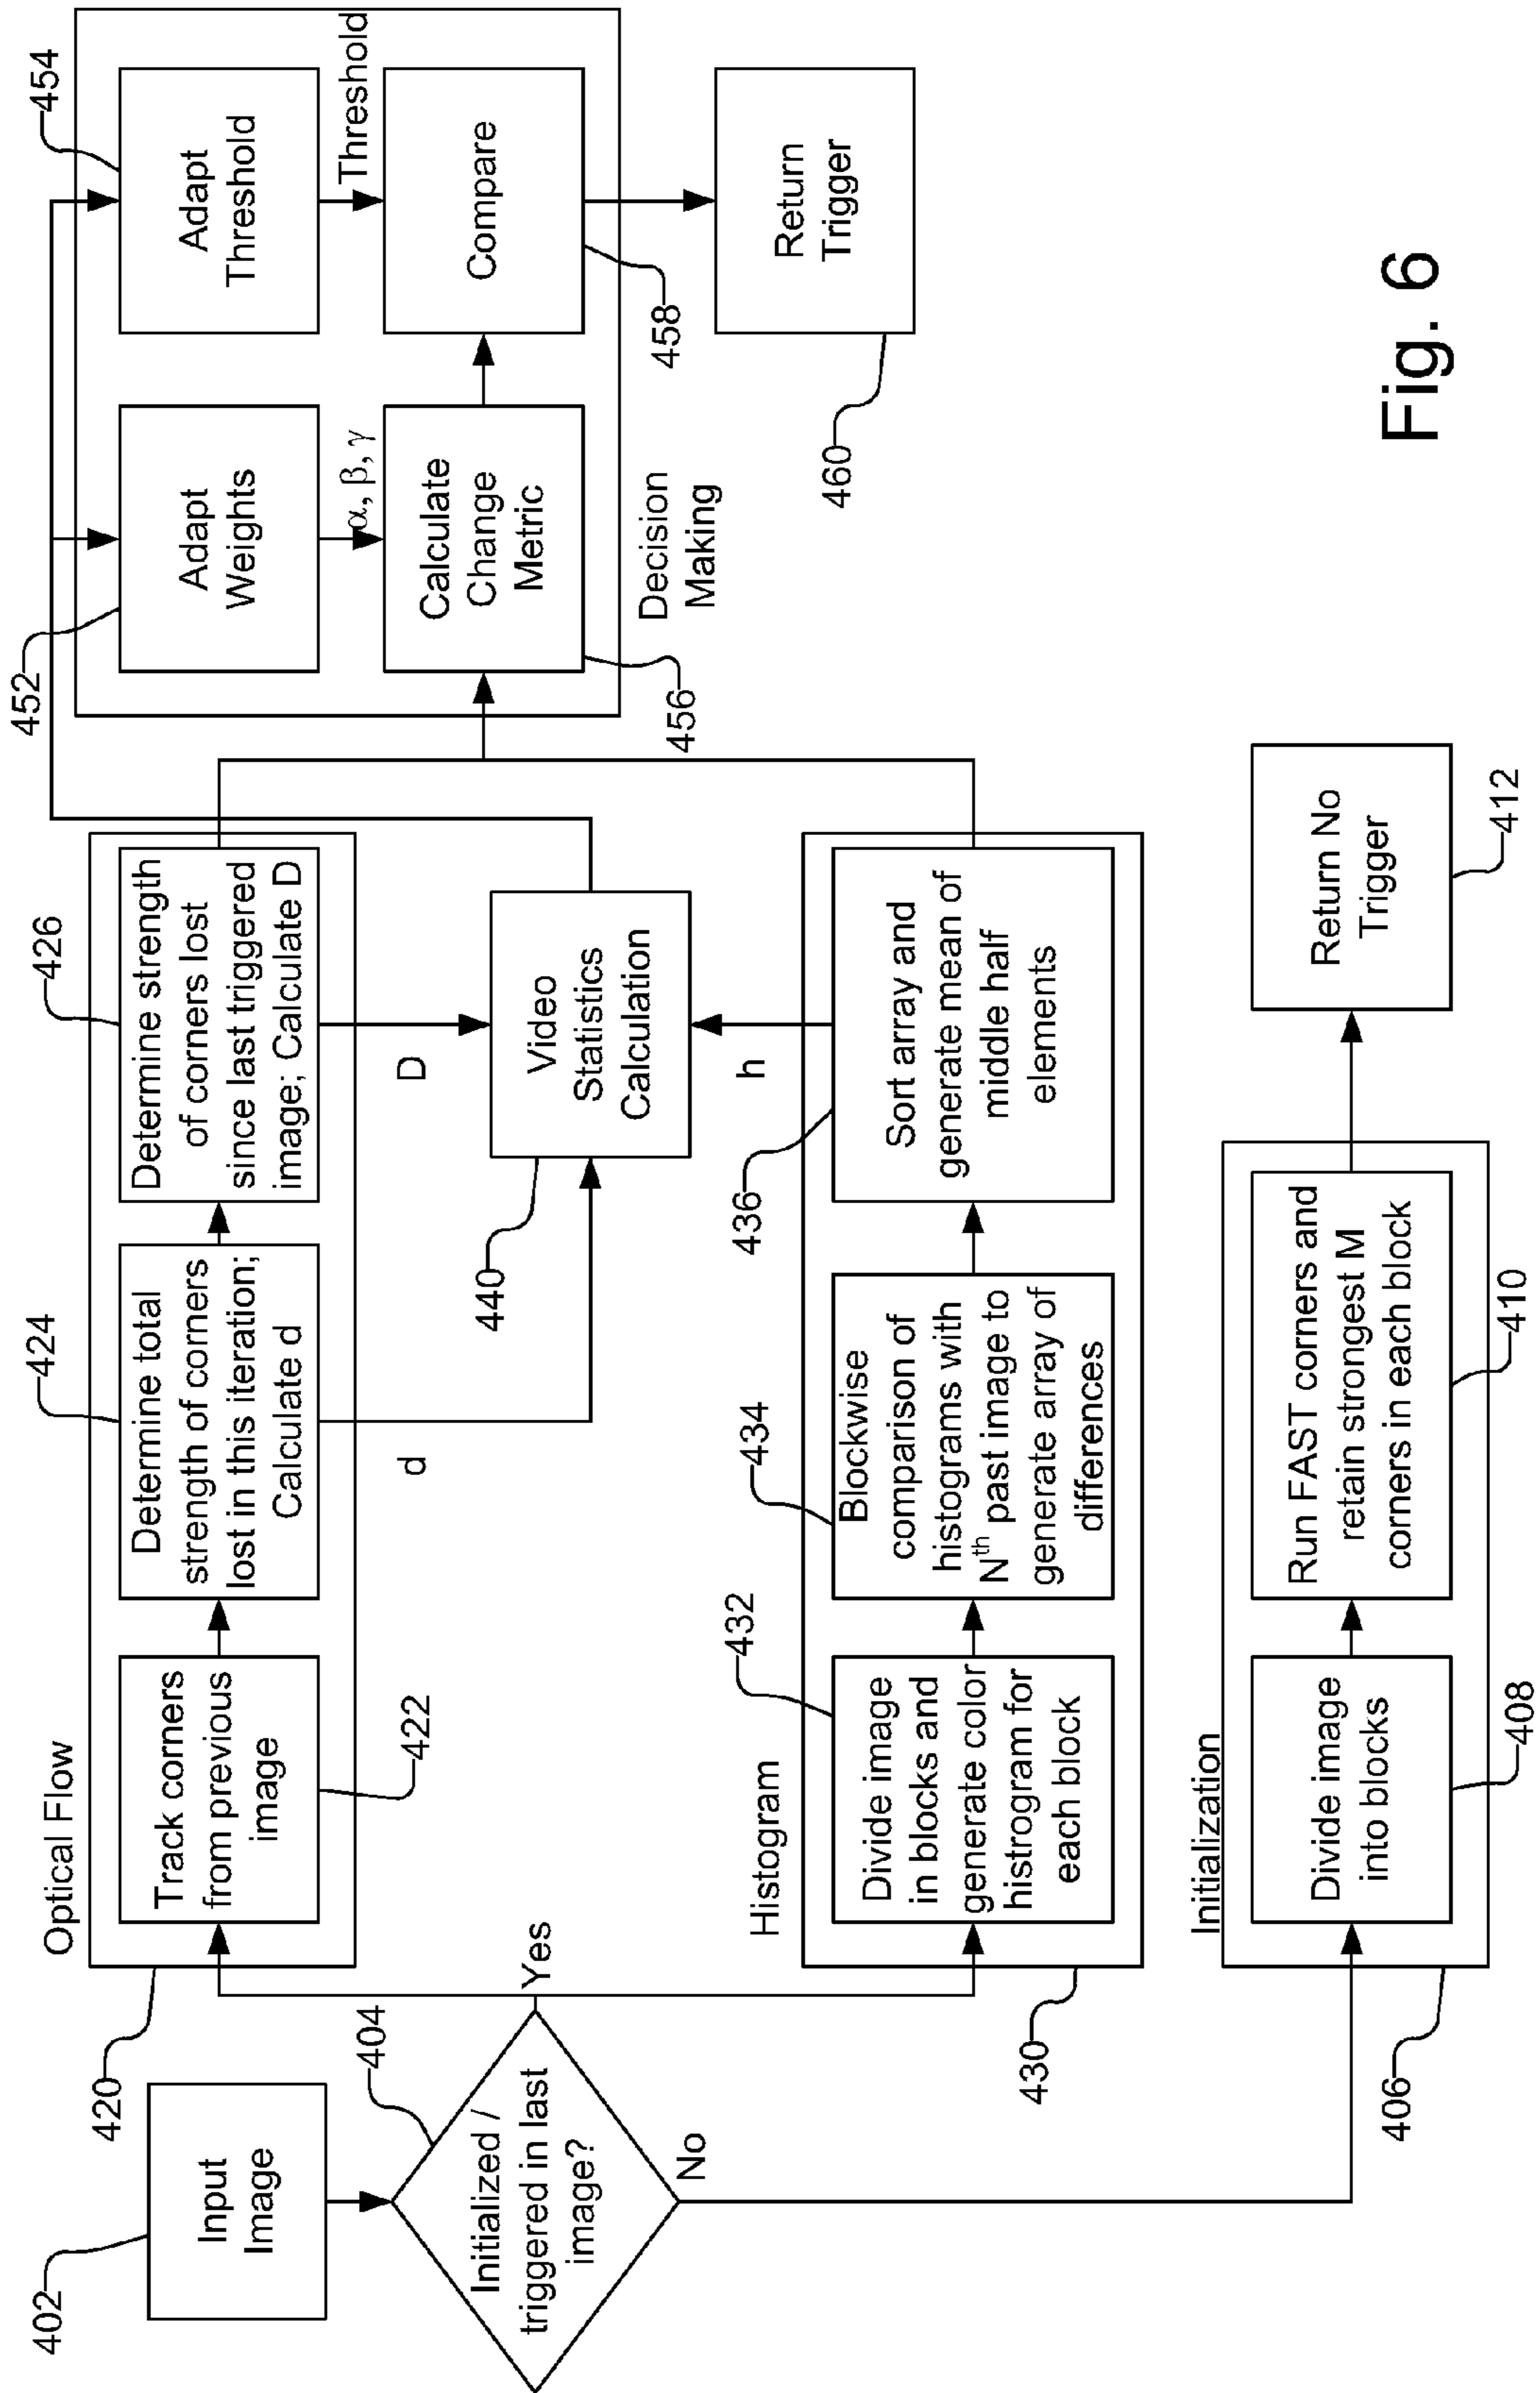 402
Input
Image
404
Initialized /
triggered in last
image?
Yes
No
420
Optical Flow
Track corners
from previous
image
422
424
Determine total
strength of corners
lost in this iteration;
Calculate d
426
Determine strength
of corners lost
since last triggered
image; Calculate D
d
D
h
440
Video
Statistics
Calculation
430
Histogram
432
Divide image
in blocks and
generate color
histrogram for
each block
434
Blockwise
comparison of
histograms with
Nth past image to
generate array of
differences
436
Sort array and
generate mean of
middle half
elements
406
Initialization
Divide image
into blocks
408
Run FAST corners and
retain strongest M
corners in each block
410
Return No
Trigger
412
452
Adapt
Weights
α, β, γ
454
Adapt
Threshold
Threshold
Calculate
Change
Metric
456
Compare
458
Decision
Making
Return
Trigger
460
Fig. 6